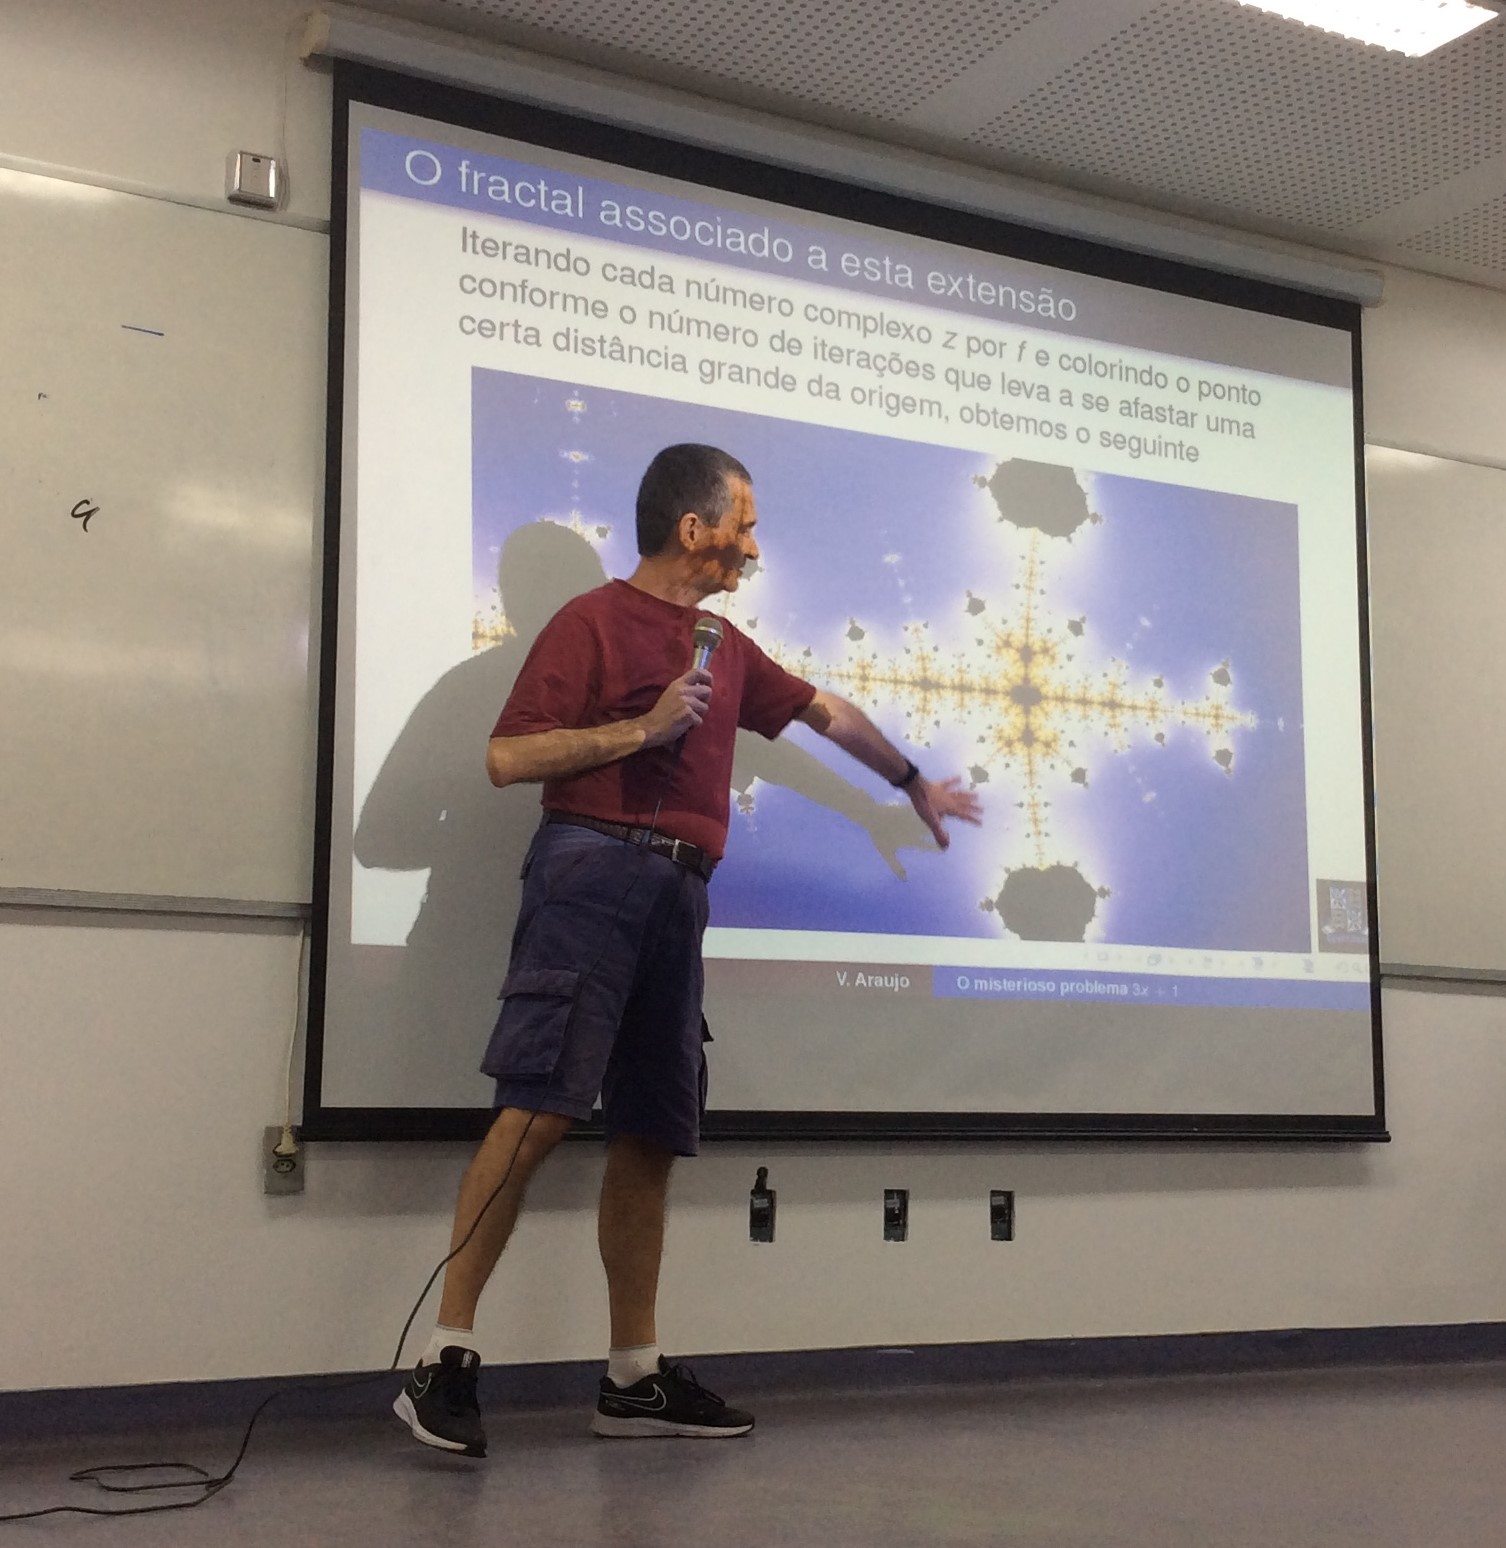 O fractal associado a esta extensão
Iterando cada número complexo z por f e colorindo o ponto
conforme o número de iterações que leva a se afastar uma
certa distância grande da origem, obtemos o seguinte
V. Araujo
O misterioso problema 3x + 1